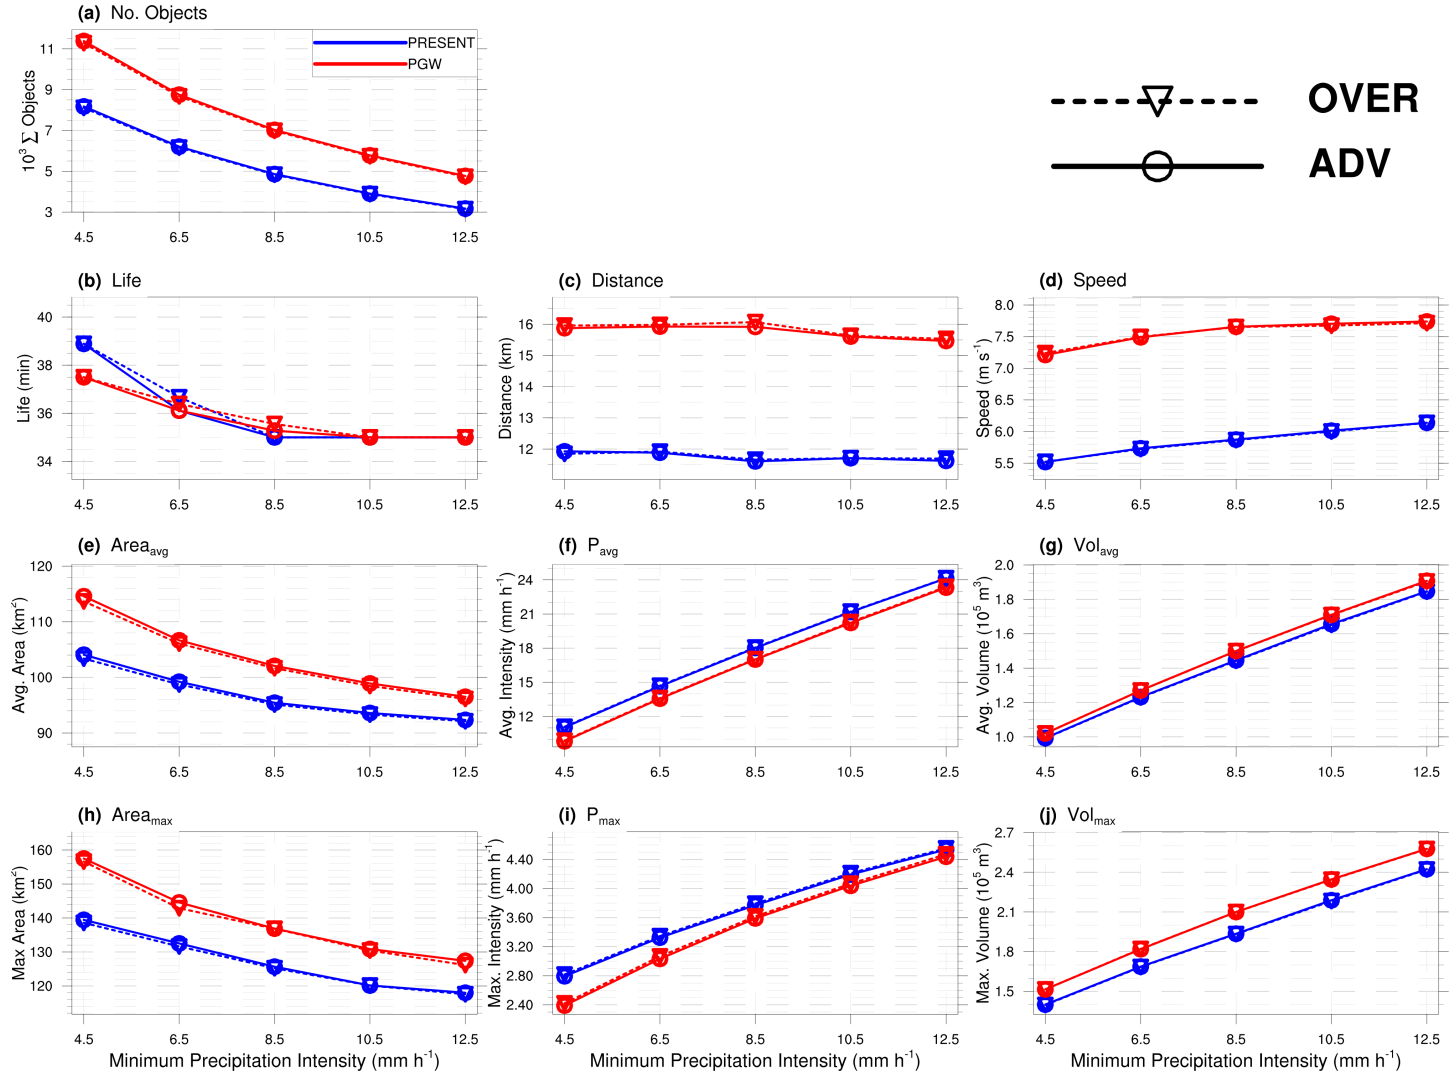 (a) No. Objects
PRESENT
PGW
11
9
7
5
3
10³ ∑ Objects
4.5 6.5 8.5 10.5 12.5
OVER
ADV
(b) Life
40
38
36
34
Life (min)
4.5 6.5 8.5 10.5 12.5
(c) Distance
16
15
14
13
12
Distance (km)
4.5 6.5 8.5 10.5 12.5
(d) Speed
8.0
7.5
7.0
6.5
6.0
5.5
Speed (m s⁻¹)
4.5 6.5 8.5 10.5 12.5
(e) Area_avg
120
110
100
90
Avg. Area (km²)
4.5 6.5 8.5 10.5 12.5
(f) P_avg
24
21
18
15
12
Avg. Intensity (mm h⁻¹)
4.5 6.5 8.5 10.5 12.5
(g) Vol_avg
2.0
1.8
1.6
1.4
1.2
1.0
Avg. Volume (10⁵ m³)
4.5 6.5 8.5 10.5 12.5
(h) Area_max
160
150
140
130
120
Max Area (km²)
4.5 6.5 8.5 10.5 12.5
Minimum Precipitation Intensity (mm h⁻¹)
(i) P_max
4.40
4.00
3.60
3.20
2.80
2.40
Max. Intensity (mm h⁻¹)
4.5 6.5 8.5 10.5 12.5
Minimum Precipitation Intensity (mm h⁻¹)
(j) Vol_max
2.7
2.4
2.1
1.8
1.5
Max. Volume (10⁵ m³)
4.5 6.5 8.5 10.5 12.5
Minimum Precipitation Intensity (mm h⁻¹)